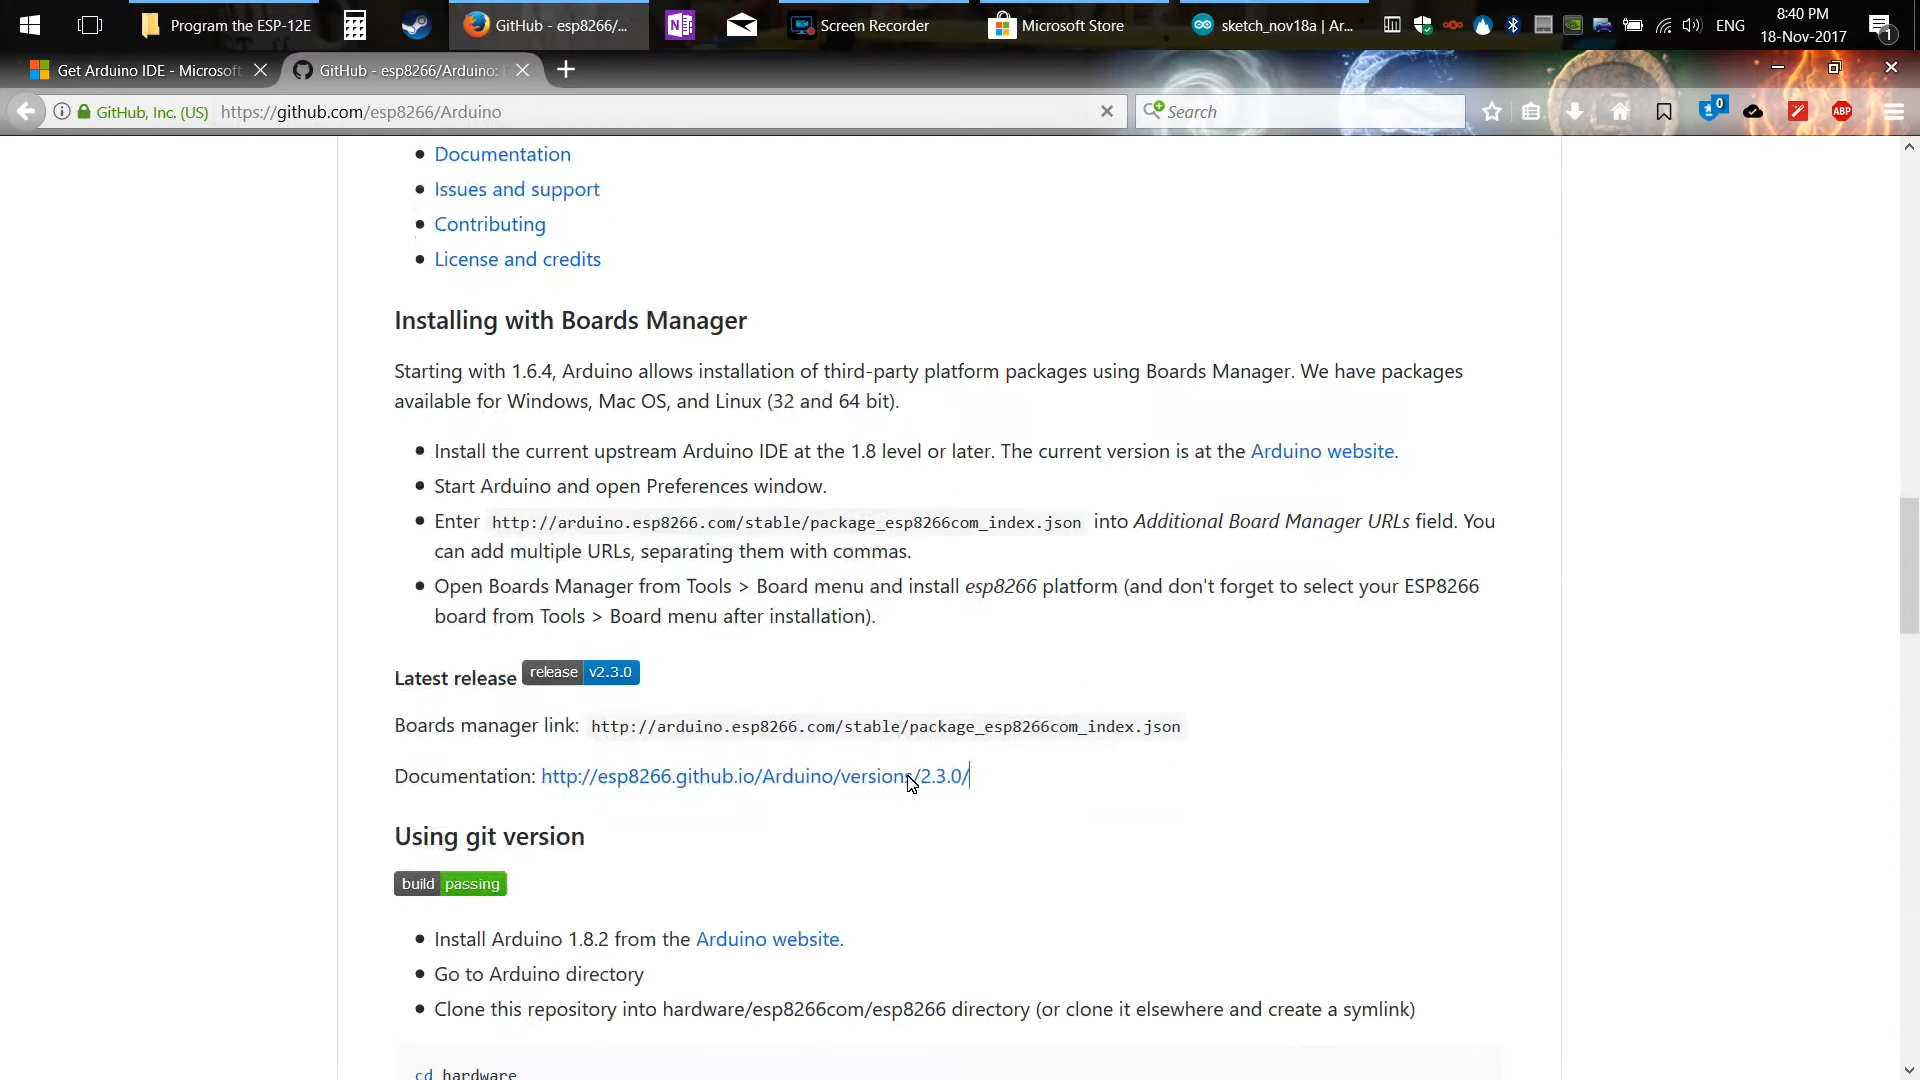 Program the ESP-12E
GitHub - esp8266/...
Screen Recorder
Microsoft Store
sketch_nov18a | Ar...
ENG
8:40 PM
18-Nov-2017
1
Get Arduino IDE - Microsoft
GitHub - esp8266/Arduino:
GitHub, Inc. (US)
https://github.com/esp8266/Arduino
Search
0
ABP
Documentation
Issues and support
Contributing
License and credits
Installing with Boards Manager
Starting with 1.6.4, Arduino allows installation of third-party platform packages using Boards Manager. We have packages
available for Windows, Mac OS, and Linux (32 and 64 bit).
Install the current upstream Arduino IDE at the 1.8 level or later. The current version is at the Arduino website.
Start Arduino and open Preferences window.
Enter http://arduino.esp8266.com/stable/package_esp8266com_index.json into Additional Board Manager URLs field. You
can add multiple URLs, separating them with commas.
Open Boards Manager from Tools > Board menu and install esp8266 platform (and don't forget to select your ESP8266
board from Tools > Board menu after installation).
Latest release release v2.3.0
Boards manager link: http://arduino.esp8266.com/stable/package_esp8266com_index.json
Documentation: http://esp8266.github.io/Arduino/versions/2.3.0/
Using git version
build passing
Install Arduino 1.8.2 from the Arduino website.
Go to Arduino directory
Clone this repository into hardware/esp8266com/esp8266 directory (or clone it elsewhere and create a symlink)
cd hardware